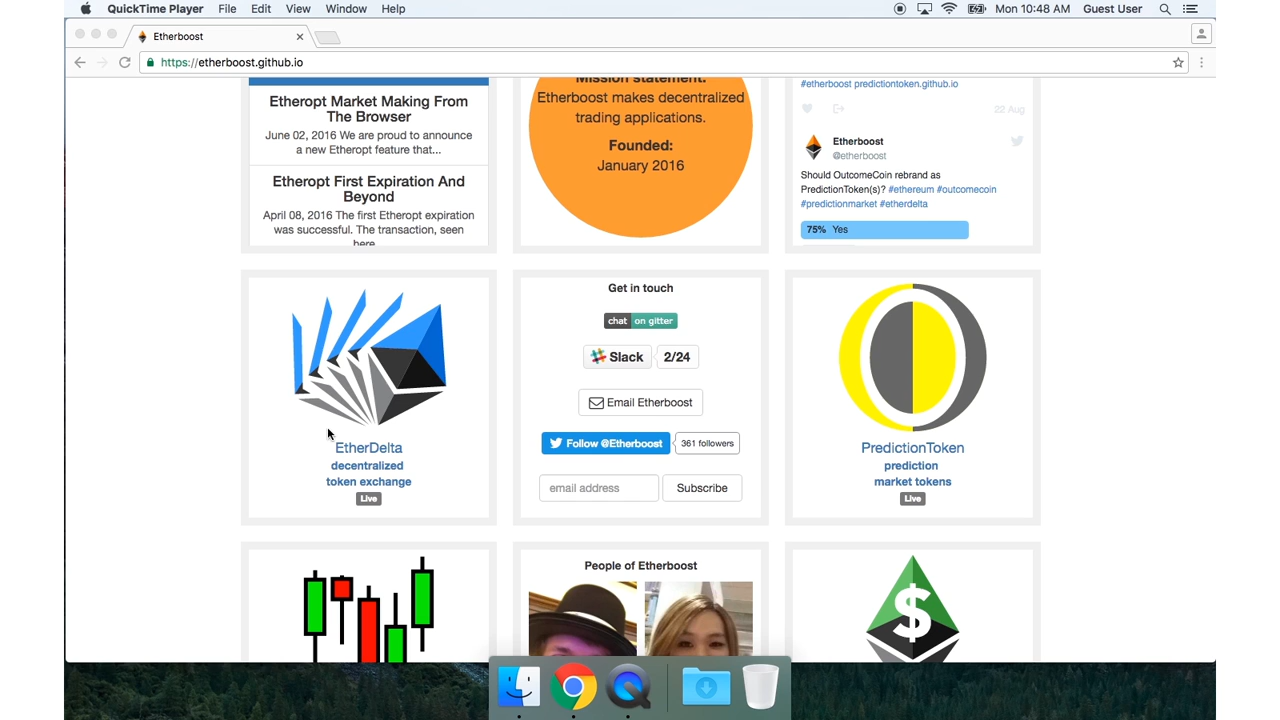 QuickTime Player File Edit View Window Help Mon 10:48 AM Guest User
Etherboost
https://etherboost.github.io
Etheropt Market Making From
The Browser
June 02, 2016 We are proud to announce
a new Etheropt feature that...
Etheropt First Expiration And
Beyond
April 08, 2016 The first Etheropt expiration
was successful. The transaction, seen
here
Mission statement:
Etherboost makes decentralized
trading applications.
Founded:
January 2016
#etherboost predictiontoken.github.io
22 Aug
Etherboost
@etherboost
Should OutcomeCoin rebrand as
PredictionToken(s)? #ethereum #outcomecoin
#predictionmarket #etherdelta
75% Yes
EtherDelta
decentralized
token exchange
Live
Get in touch
chat on gitter
Slack 2/24
Email Etherboost
Follow @Etherboost 361 followers
email address Subscribe
PredictionToken
prediction
market tokens
Live
People of Etherboost
$